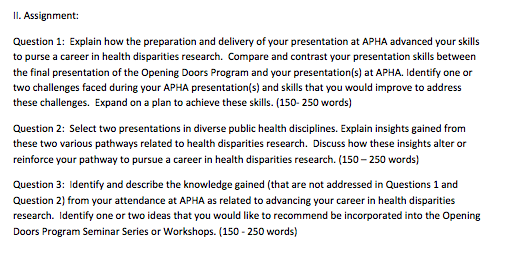 II. Assignment:
Question 1: Explain how the preparation and delivery of your presentation at APHA advanced your skills
to purse a career in health disparities research. Compare and contrast your presentation skills between
the final presentation of the Opening Doors Program and your presentation(s) at APHA. Identify one or
two challenges faced during your APHA presentation(s) and skills that you would improve to address
these challenges. Expand on a plan to achieve these skills. (150- 250 words)
Question 2: Select two presentations in diverse public health disciplines. Explain insights gained from
these two various pathways related to health disparities research. Discuss how these insights alter or
reinforce your pathway to pursue a career in health disparities research. (150 – 250 words)
Question 3: Identify and describe the knowledge gained (that are not addressed in Questions 1 and
Question 2) from your attendance at APHA as related to advancing your career in health disparities
research. Identify one or two ideas that you would like to recommend be incorporated into the Opening
Doors Program Seminar Series or Workshops. (150 - 250 words)